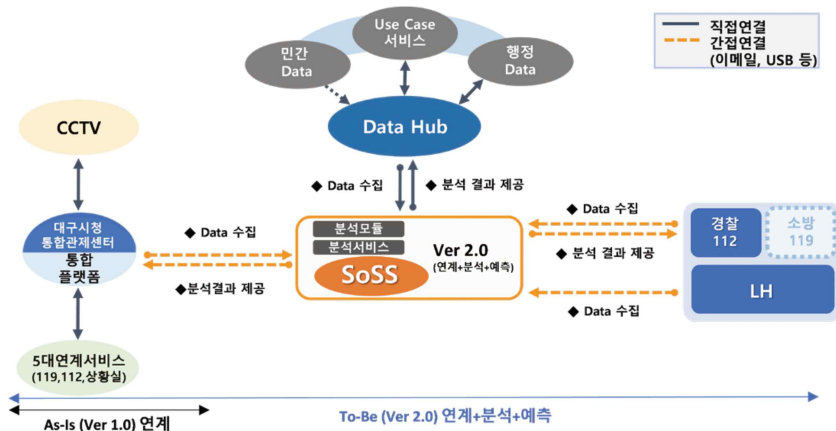 Use Case
서비스
민간
Data
행정
Data
직접연결
간접연결
(이메일, USB 등)
CCTV
Data Hub
◆ Data 수집
◆ 분석 결과 제공
대구시청
통합관제센터
통합
플랫폼
◆ Data 수집
◆분석결과 제공
분석모듈
분석서비스
SoSS
Ver 2.0
(연계+분석+예측)
◆ Data 수집
◆ 분석 결과 제공
◆ Data 수집
경찰
112
소방
119
LH
5대연계서비스
(119,112,상황실)
As-Is (Ver 1.0) 연계
To-Be (Ver 2.0) 연계+분석+예측